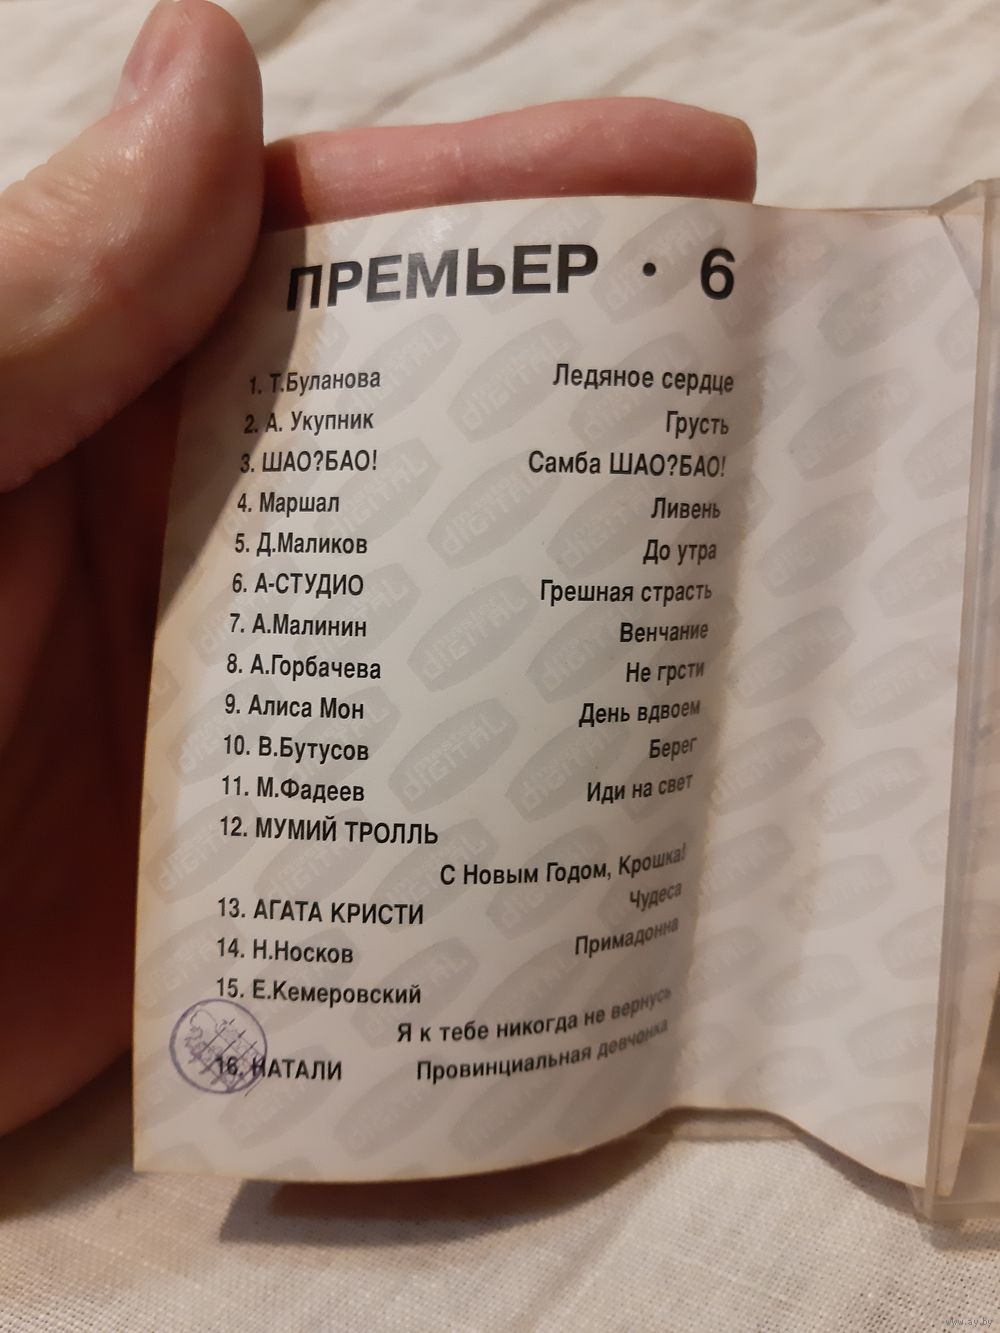 ПРЕМЬЕР · 6
1. Т.Буланова Ледяное сердце
2. А. Укупник Грусть
3. ШАО?БАО! Самба ШАО?БАО!
4. Маршал Ливень
5. Д.Маликов До утра
6. А-СТУДИО Грешная страсть
7. А.Малинин Венчание
8. А.Горбачева Не грсти
9. Алиса Мон День вдвоем
10. В.Бутусов Берег
11. М.Фадеев Иди на свет
12. МУМИЙ ТРОЛЛЬ
С Новым Годом, Крошка!
13. АГАТА КРИСТИ Чудеса
14. Н.Носков Примадонна
15. Е.Кемеровский
Я к тебе никогда не вернусь
16. НАТАЛИ Провинциальная девчонка
www.ay.by